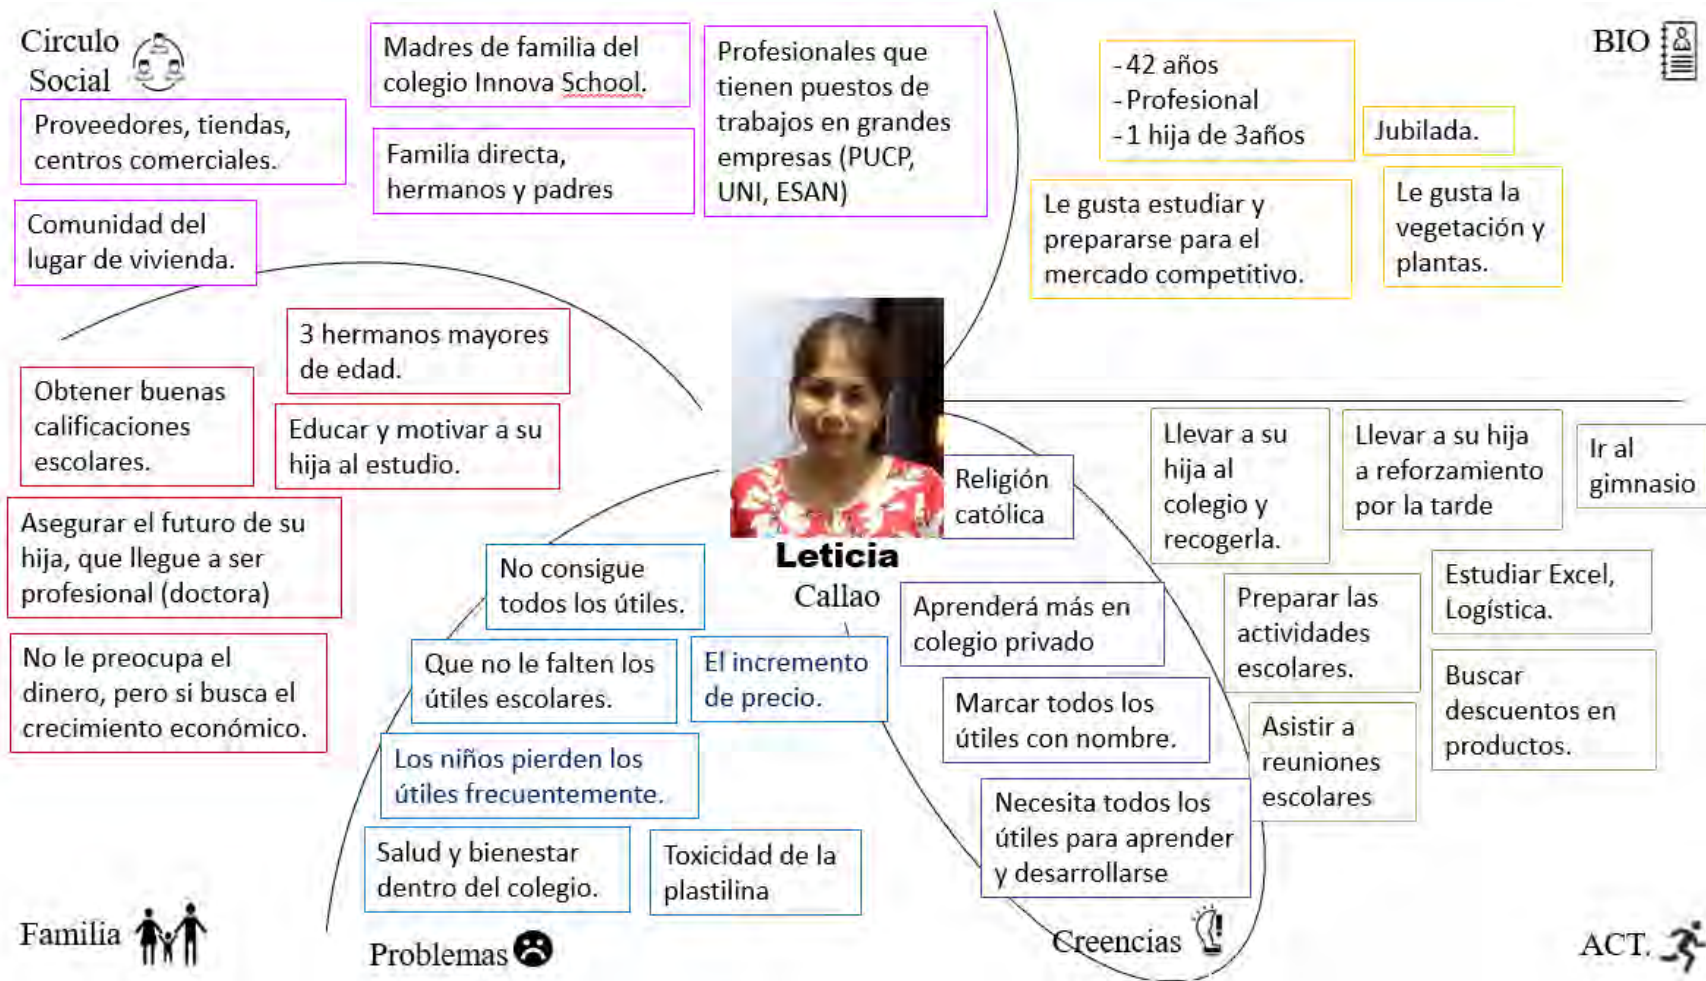 Circulo
Social
Madres de familia del
colegio Innova School.
Profesionales que
tienen puestos de
trabajos en grandes
empresas (PUCP,
UNI, ESAN)
Proveedores, tiendas,
centros comerciales.
Familia directa,
hermanos y padres
Comunidad del
lugar de vivienda.
BIO
-42 años
-Profesional
-1 hija de 3años
Jubilada.
Le gusta estudiar y
prepararse para el
mercado competitivo.
Le gusta la
vegetación y
plantas.
3 hermanos mayores
de edad.
Obtener buenas
calificaciones
escolares.
Educar y motivar a su
hija al estudio.
Asegurar el futuro de su
hija, que llegue a ser
profesional (doctora)
No le preocupa el
dinero, pero si busca el
crecimiento económico.
Familia
Leticia
Callao
No consigue
todos los útiles.
Que no le falten los
útiles escolares.
El incremento
de precio.
Los niños pierden los
útiles frecuentemente.
Salud y bienestar
dentro del colegio.
Toxicidad de la
plastilina
Problemas
Religión
católica
Aprenderá más en
colegio privado
Marcar todos los
útiles con nombre.
Necesita todos los
útiles para aprender
y desarrollarse
Creencias
Llevar a su
hija al
colegio y
recogerla.
Llevar a su hija
a reforzamiento
por la tarde
Ir al
gimnasio
Preparar las
actividades
escolares.
Estudiar Excel,
Logística.
Asistir a
reuniones
escolares
Buscar
descuentos en
productos.
ACT.